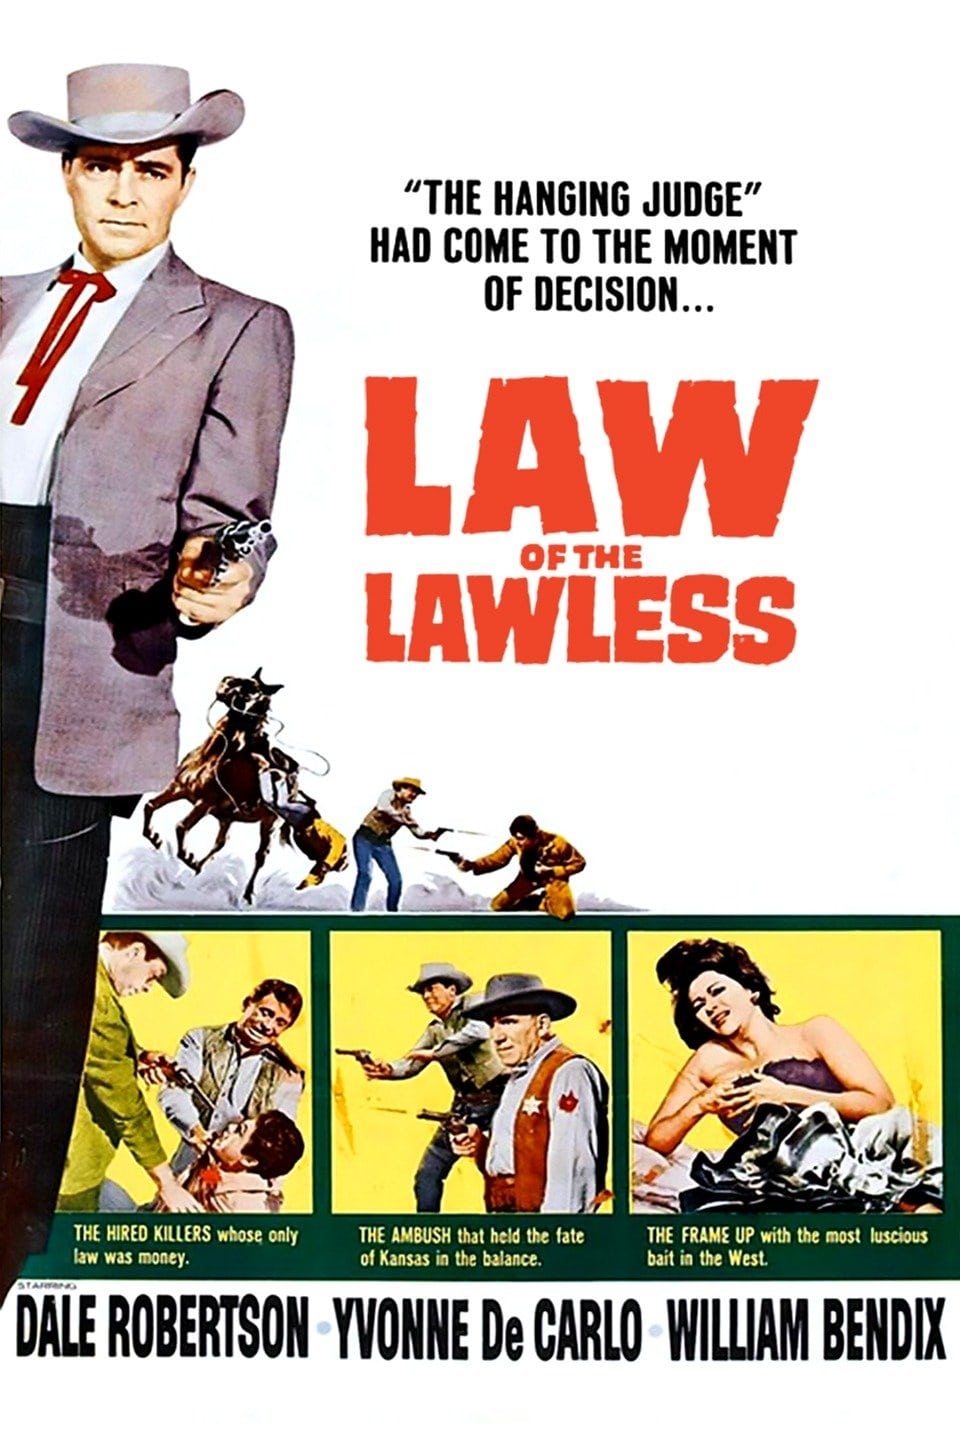 “THE HANGING JUDGE”
HAD COME TO THE MOMENT
OF DECISION...
LAW
OF THE
LAWLESS
THE HIRED KILLERS whose only
law was money.
THE AMBUSH that held the fate
of Kansas in the balance.
THE FRAME UP with the most luscious
bait in the West.
STARRING
DALE ROBERTSON • YVONNE De CARLO • WILLIAM BENDIX